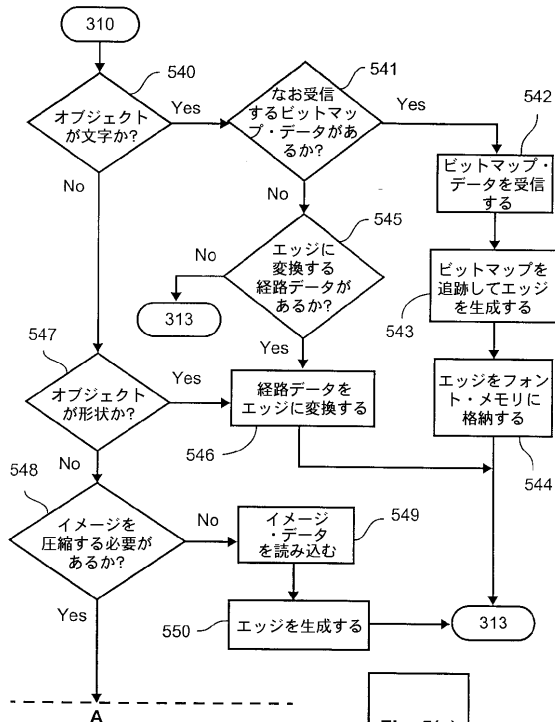 310
540
オブジェクト
が文字か?
Yes
541
なお受信
するビットマッ
プ・データがあ
るか?
Yes
542
ビットマップ・
データを受信
する
No
No
545
エッジに
変換する
経路データが
あるか?
No
313
ビットマップを
追跡してエッジ
を生成する
543
547
オブジェクト
が形状か?
Yes
Yes
経路データを
エッジに変換する
546
エッジをフォン
ト・メモリに
格納する
544
No
548
イメージを
圧縮する必要が
あるか?
No
イメージ
・データ
を読み込む
549
Yes
550
エッジを生成する
313
A